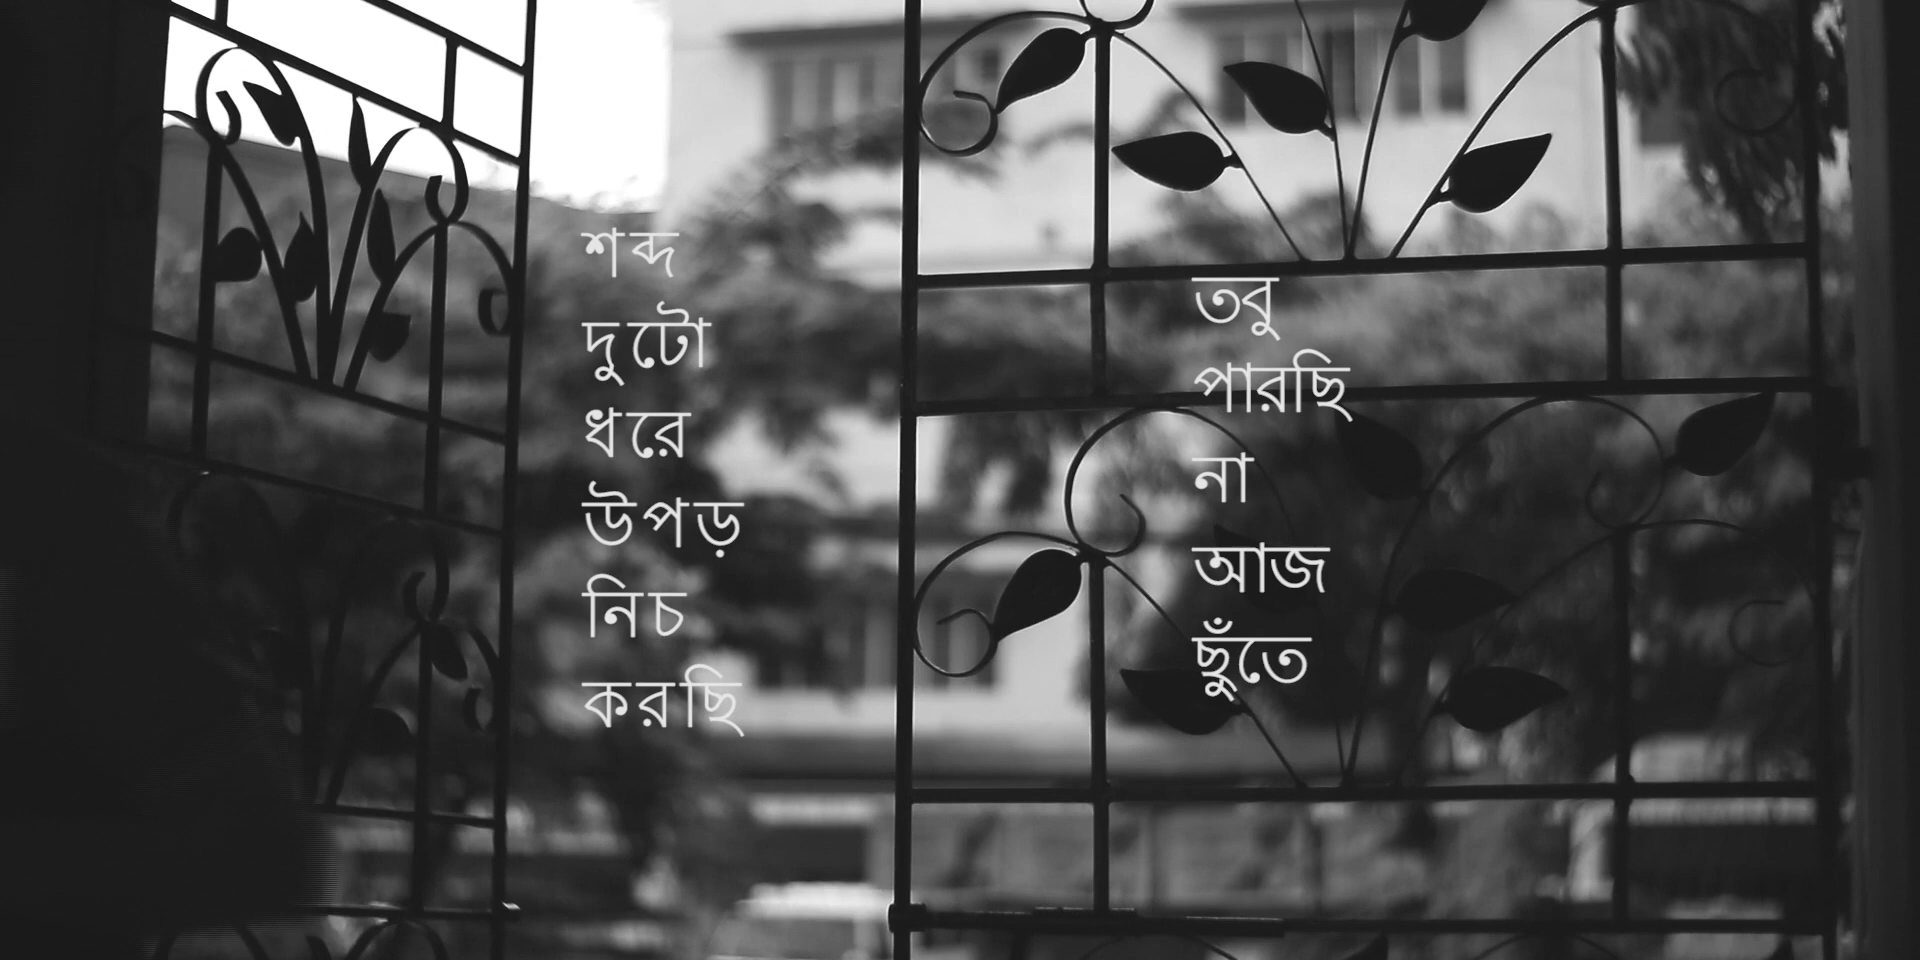 শব্দ
দুটো
ধরে
উপড়
নিচ
করছি
তবু
পারছি
না
আজ
ছুঁতে